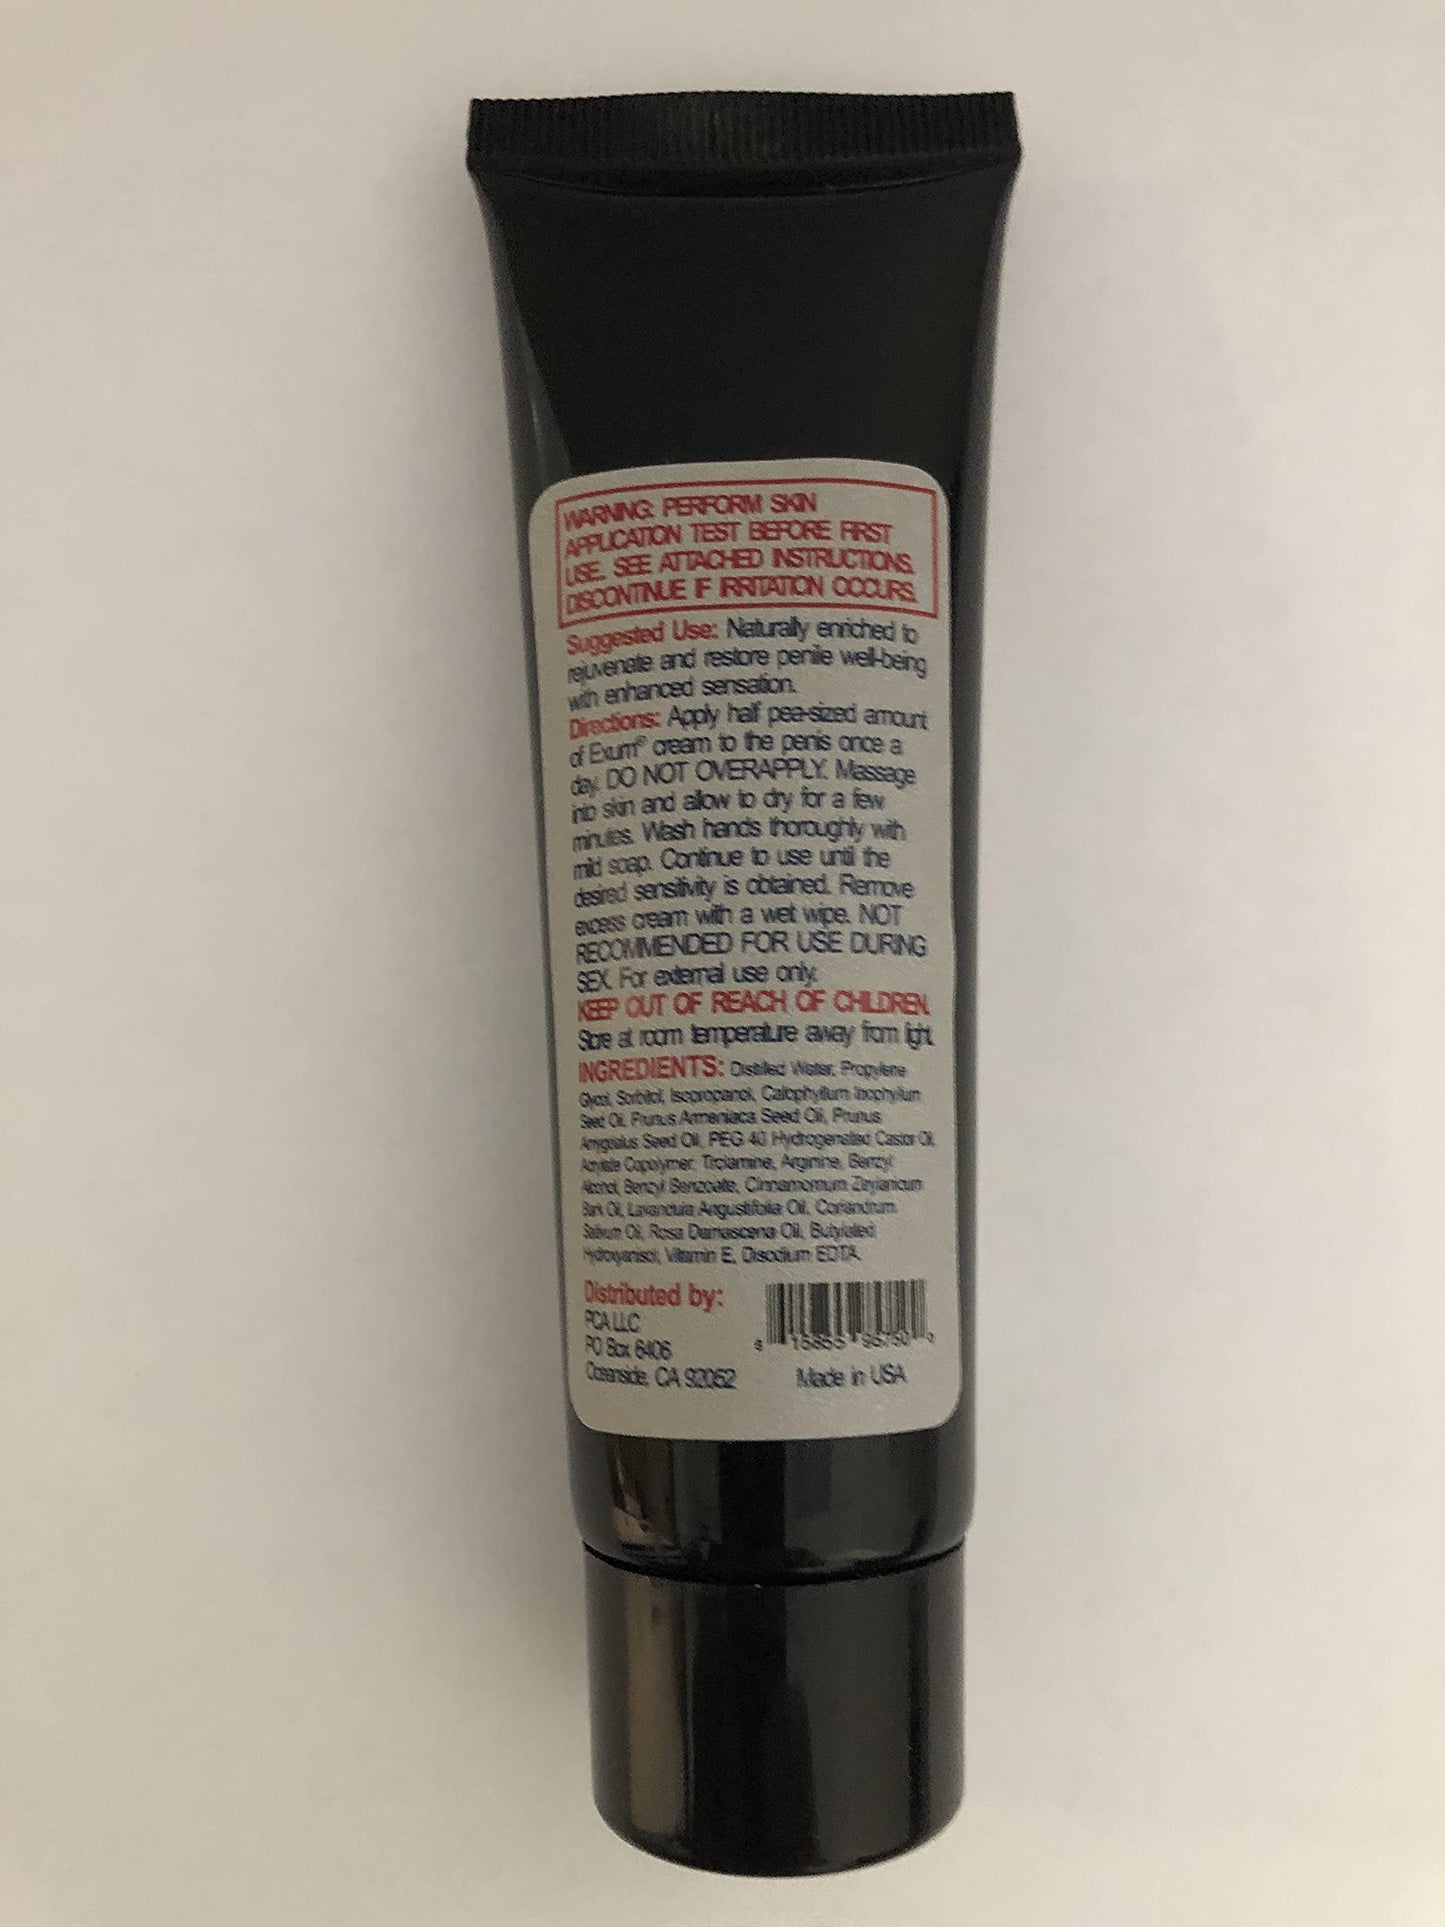 WARNING: PERFORM SKIN
APPLICATION TEST BEFORE FIRST
USE. SEE ATTACHED INSTRUCTIONS.
DISCONTINUE IF IRRITATION OCCURS.
Suggested Use: Naturally enriched to
rejuvenate and restore penile well-being
with enhanced sensation.
Directions: Apply half pea-sized amount
of Exum® cream to the penis once a
day. DO NOT OVERAPPLY. Massage
into skin and allow to dry for a few
minutes. Wash hands thoroughly with
mild soap. Continue to use until the
desired sensitivity is obtained. Remove
excess cream with a wet wipe. NOT
RECOMMENDED FOR USE DURING
SEX. For external use only.
KEEP OUT OF REACH OF CHILDREN.
Store at room temperature away from light.
INGREDIENTS: Distilled Water, Propylene
Glycol, Sorbitol, Isopropanol, Calophyllum Inophyllum
Seed Oil, Prunus Armeniaca Seed Oil, Prunus
Amygdalus Seed Oil, PEG 40 Hydrogenated Castor Oil,
Acrylate Copolymer, Trolamine, Arginine, Benzyl
Alcohol, Benzyl Benzoate, Cinnamomum Zeylanicum
Bark Oil, Lavandula Angustifolia Oil, Coriandrum
Sativum Oil, Rosa Damascena Oil, Butylated
Hydroxyanisol, Vitamin E, Disodium EDTA.
Distributed by:
PCA LLC
PO Box 6406
Oceanside, CA 92052
Made in USA